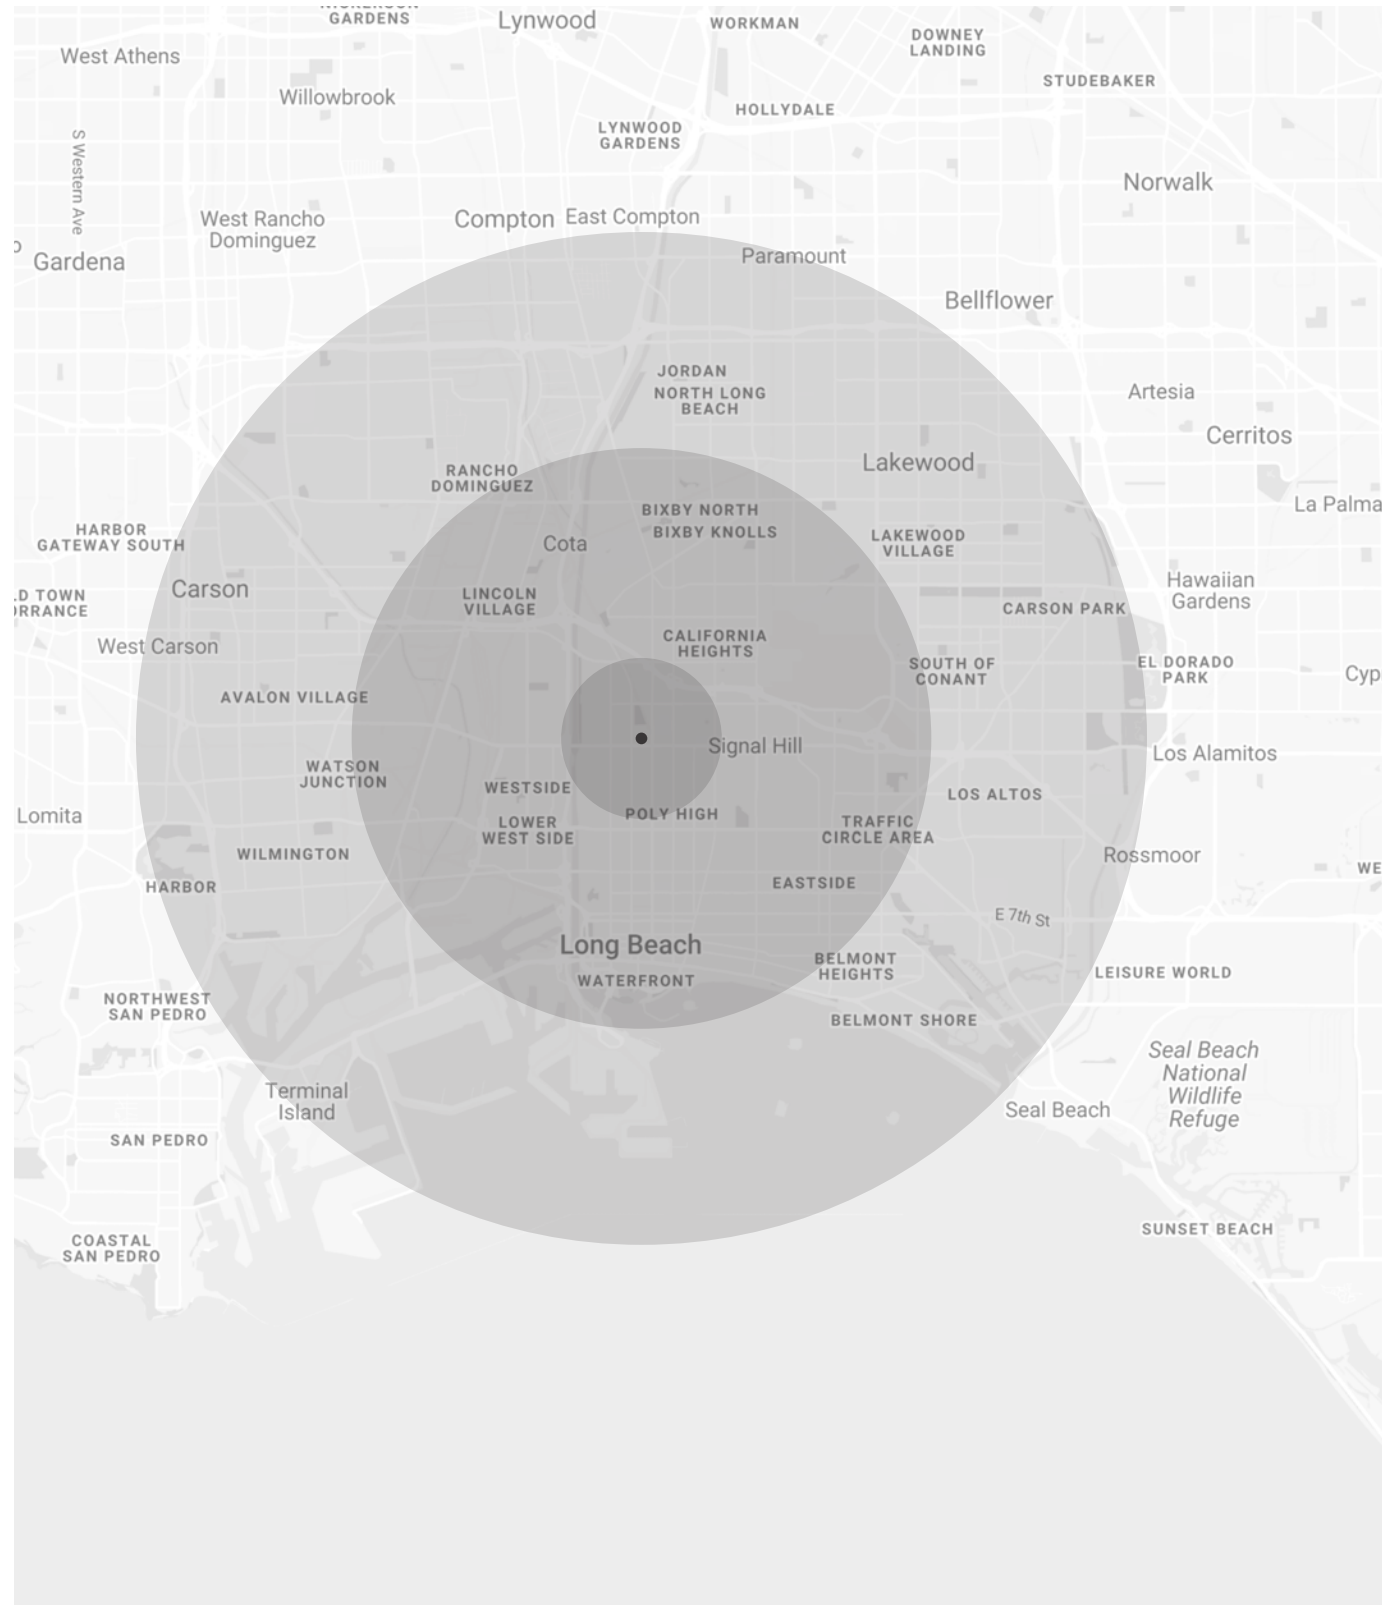 GARDENS
Lynwood
WORKMAN
DOWNEY
LANDING
West Athens
STUDEBAKER
Willowbrook
HOLLYDALE
LYNWOOD
GARDENS
S Western Ave
Norwalk
West Rancho
Dominguez
Compton
East Compton
Gardena
Paramount
Bellflower
JORDAN
NORTH LONG
BEACH
Artesia
Cerritos
Lakewood
RANCHO
DOMINGUEZ
La Palma
BIXBY NORTH
BIXBY KNOLLS
HARBOR
GATEWAY SOUTH
Cota
LAKEWOOD
VILLAGE
Carson
LINCOLN
VILLAGE
Hawaiian
Gardens
LD TOWN
ORRANCE
CARSON PARK
West Carson
CALIFORNIA
HEIGHTS
SOUTH OF
CONANT
EL DORADO
PARK
Cyp
AVALON VILLAGE
Signal Hill
Los Alamitos
WATSON
JUNCTION
WESTSIDE
LOS ALTOS
Lomita
POLY HIGH
LOWER
WEST SIDE
TRAFFIC
CIRCLE AREA
WILMINGTON
Rossmoor
WE
HARBOR
EASTSIDE
E 7th St
Long Beach
WATERFRONT
BELMONT
HEIGHTS
LEISURE WORLD
NORTHWEST
SAN PEDRO
BELMONT SHORE
Seal Beach
National
Wildlife
Refuge
Terminal
Island
Seal Beach
SAN PEDRO
SUNSET BEACH
COASTAL
SAN PEDRO